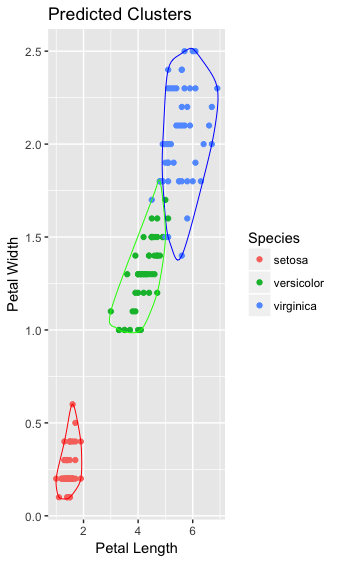 Predicted Clusters
2.5
2.0
1.5
1.0
0.5
0.0
Petal Width
2
4
6
Petal Length
Species
setosa
versicolor
virginica